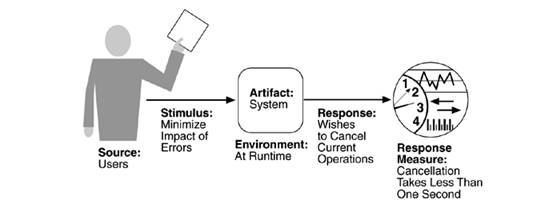 Source:
Users
Stimulus:
Minimize
Impact of
Errors
Artifact:
System
Environment:
At Runtime
Response:
Wishes
to Cancel
Current
Operations
1
2
3
4
Response
Measure:
Cancellation
Takes Less Than
One Second